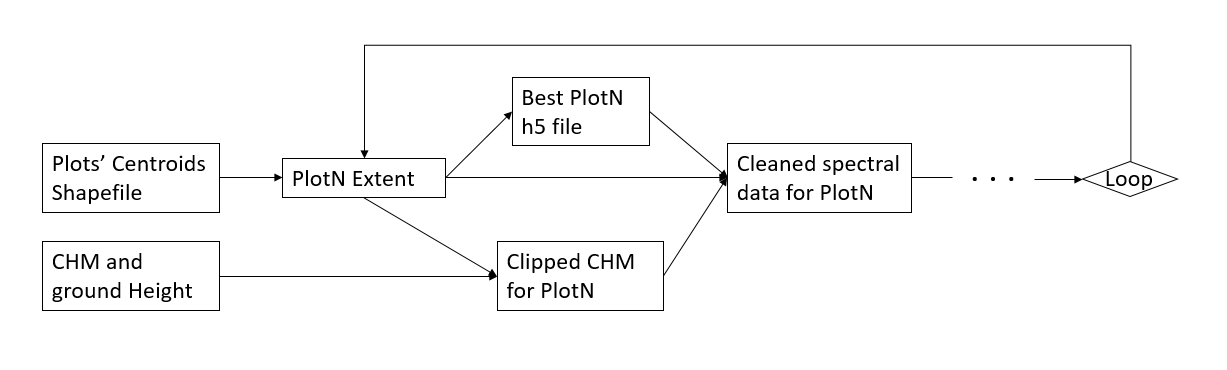 Best PlotN
h5 file
Plots’ Centroids
Shapefile
PlotN Extent
Cleaned spectral
data for PlotN
. . .
Loop
CHM and
ground Height
Clipped CHM
for PlotN